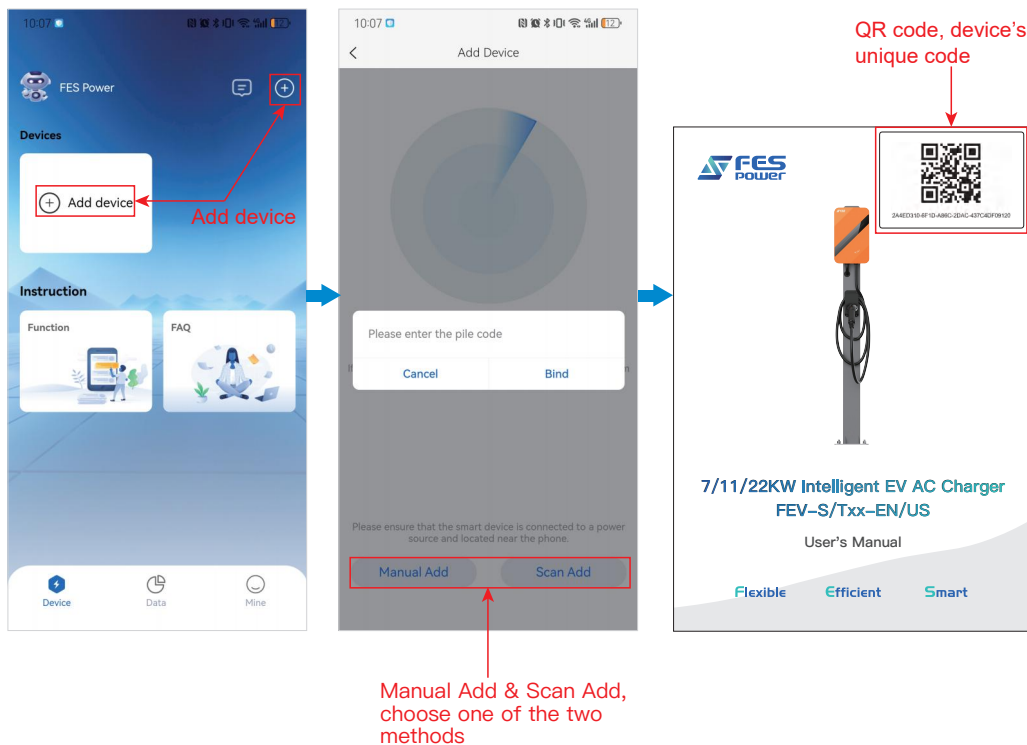 10:07
12
FES Power
Devices
Add device
Add device
Instruction
Function
FAQ
Device
Data
Mine
10:07
12
Add Device
Please enter the pile code
Cancel
Bind
Please ensure that the smart device is connected to a power
source and located near the phone.
Manual Add
Scan Add
Manual Add & Scan Add,
choose one of the two
methods
QR code, device's
unique code
FES
Power
2A4ED310-6F1D-A86C-2DAC-437C4DF09120
7/11/22KW Intelligent EV AC Charger
FEV-S/Txx-EN/US
User's Manual
Flexible Efficient Smart